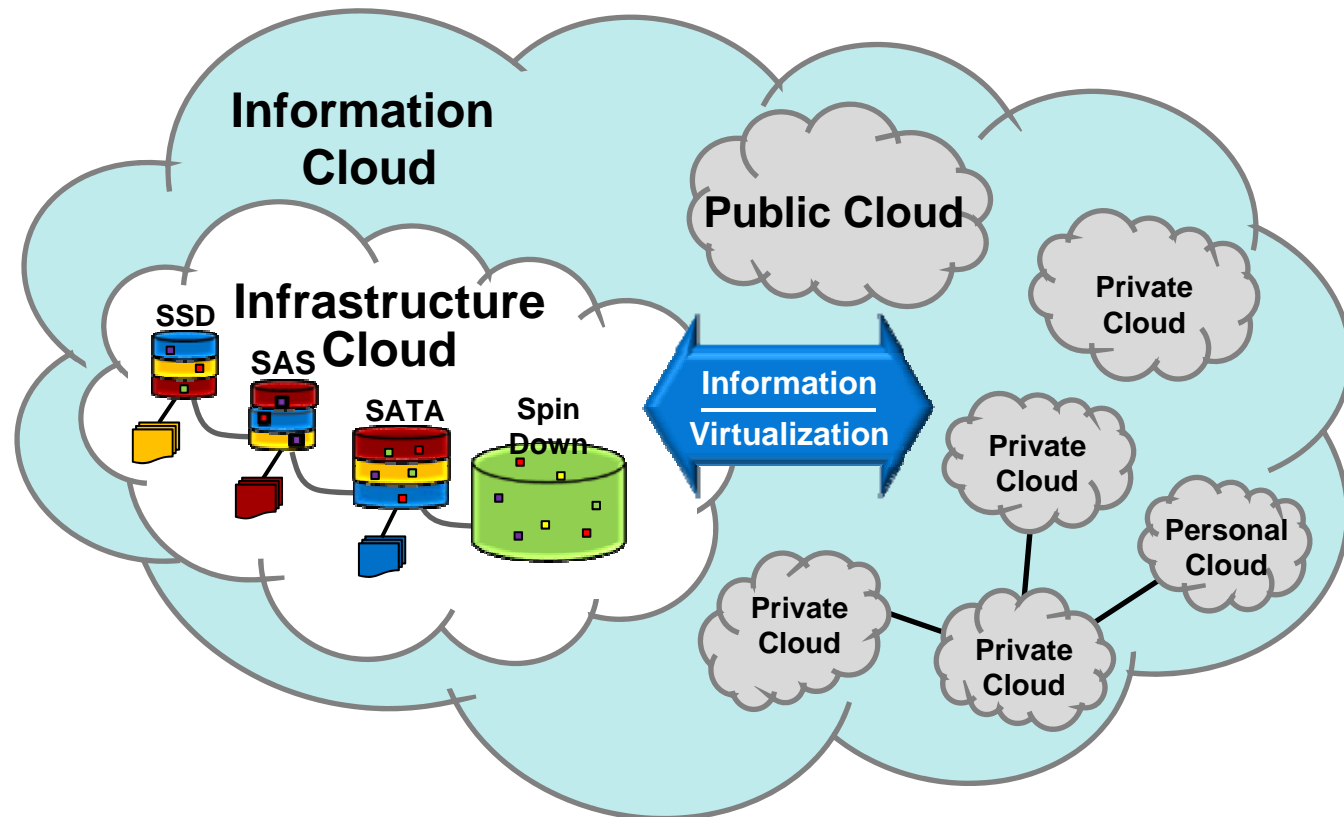 Information
Cloud
Public Cloud
Private
Cloud
Infrastructure
Cloud
SSD
SAS
SATA
Spin
Down
Information
Virtualization
Private
Cloud
Personal
Cloud
Private
Cloud
Private
Cloud